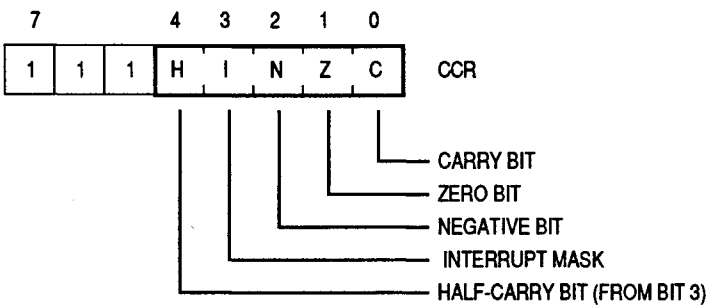 7 4 3 2 1 0
1 1 1 H I N Z C CCR
CARRY BIT
ZERO BIT
NEGATIVE BIT
INTERRUPT MASK
HALF-CARRY BIT (FROM BIT 3)